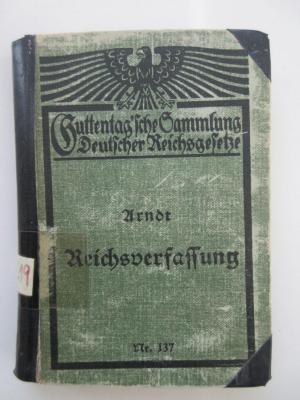 Guttentag'sche Sammlung
Deutscher Reichsgesetze
Arndt
Reichsverfassung
Nr. 137